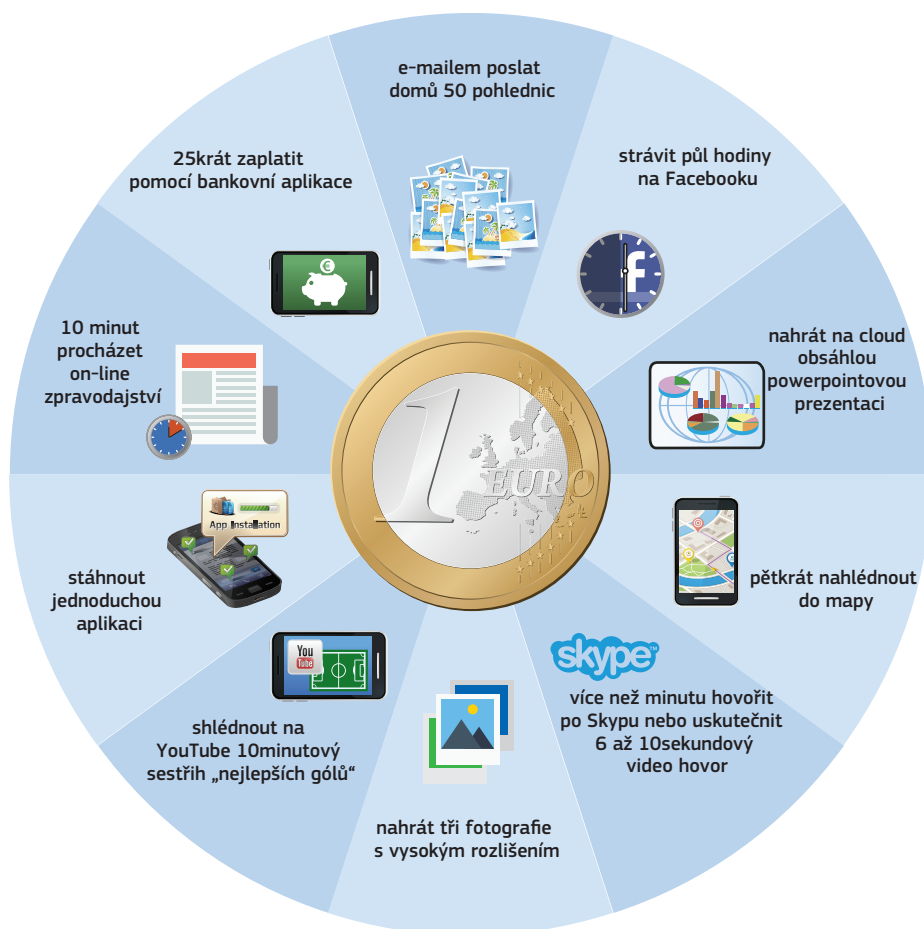 e-mailem poslat
domů 50 pohlednic
strávit půl hodiny
na Facebooku
f
nahrát na cloud
obsáhlou
powerpointovou
prezentaci
pětkrát nahlédnout
do mapy
skype™
více než minutu hovořit
po Skypu nebo uskutečnit
6 až 10sekundový
video hovor
nahrát tři fotografie
s vysokým rozlišením
You
Tube
shlédnout na
YouTube 10minutový
sestřih „nejlepších gólů“
App Installation
stáhnout
jednoduchou
aplikaci
10 minut
procházet
on-line
zpravodajství
25krát zaplatit
pomocí bankovní aplikace
€
1
EURO